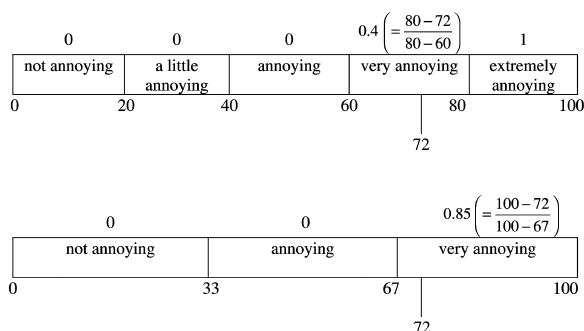 0 0 0 0.4 (= 80 − 72 / 80 − 60) 1
not annoying a little annoying annoying very annoying extremely annoying
0 20 40 60 80 100
72
0 0 0.85 (= 100 − 72 / 100 − 67)
not annoying annoying very annoying
0 33 67 100
72